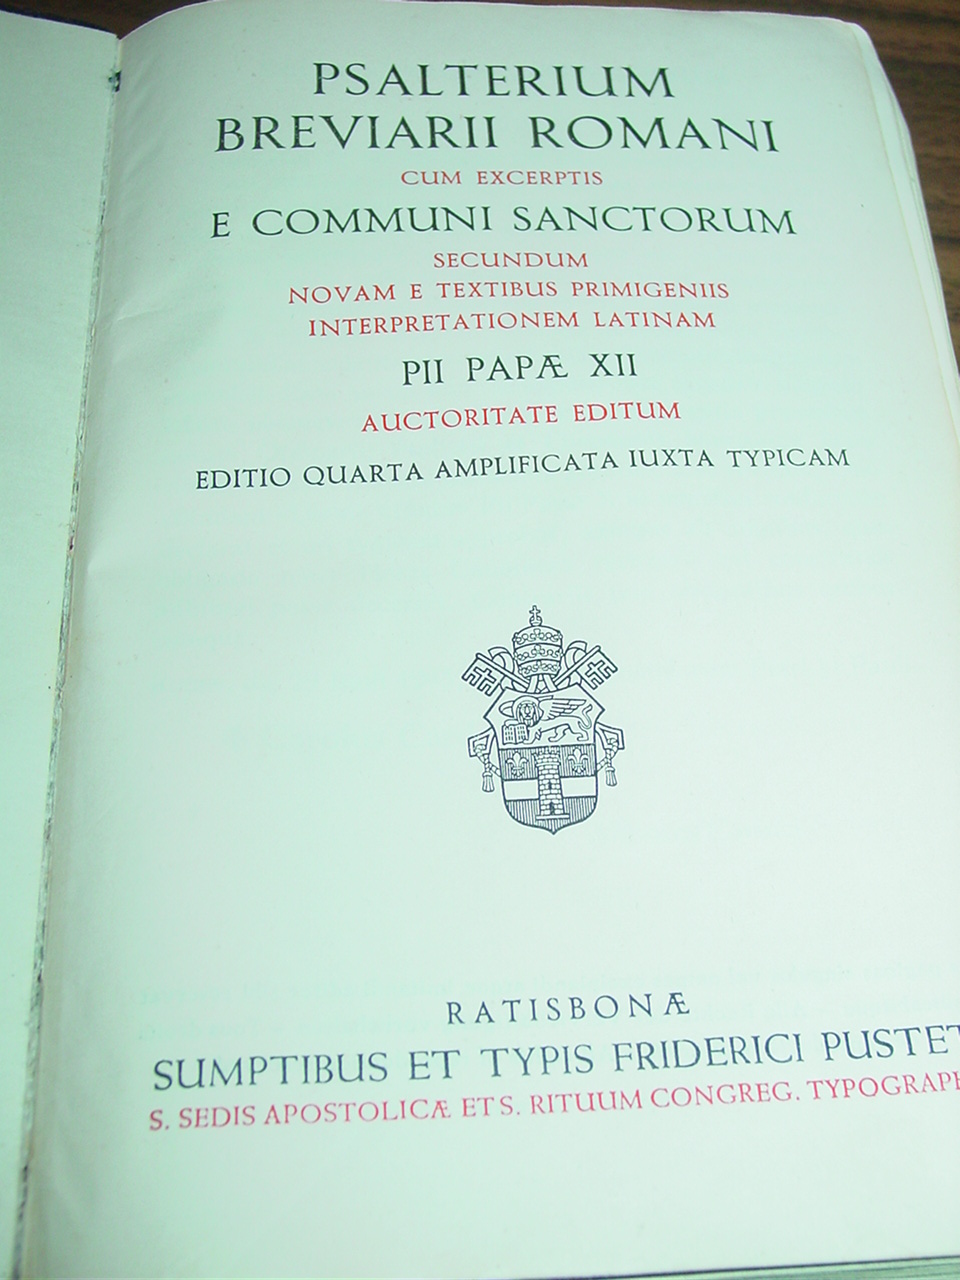 PSALTERIUM
BREVIARII ROMANI
CUM EXCERPTIS
E COMMUNI SANCTORUM
SECUNDUM
NOVAM E TEXTIBUS PRIMIGENIIS
INTERPRETATIONEM LATINAM
PII PAPÆ XII
AUCTORITATE EDITUM
EDITIO QUARTA AMPLIFICATA IUXTA TYPICAM
RATISBONÆ
SUMPTIBUS ET TYPIS FRIDERICI PUSTET
S. SEDIS APOSTOLICÆ ET S. RITUUM CONGREG. TYPOGRAPH